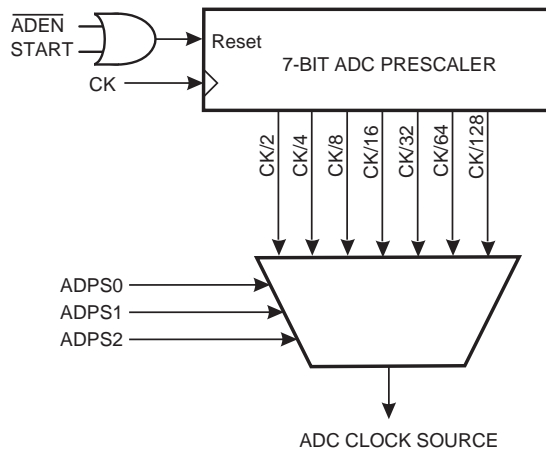 ADEN
START
Reset
7-BIT ADC PRESCALER
CK
CK/2
CK/4
CK/8
CK/16
CK/32
CK/64
CK/128
ADPS0
ADPS1
ADPS2
ADC CLOCK SOURCE